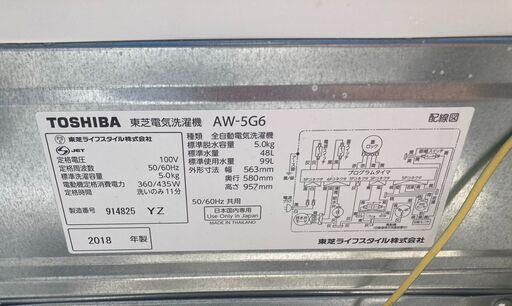 TOSHIBA 東芝電気洗濯機 AW-5G6
東芝ライフスタイル株式会社
JET
定格電圧 100V
定格周波数 50/60Hz
標準洗濯容量 5.0kg
電動機定格消費電力 360/435W
定格時間 洗いのみ 11分
製造番号 914825 YZ
2018 年製
種類 全自動電気洗濯機
標準脱水容量 5.0kg
標準水量 48L
標準使用水量 99L
外形寸法 幅 563mm
奥行 580mm
高さ 957mm
50/60Hz 共用
日本国内専用
Use Only in Japan
MADE IN THAILAND
配線図
プログラムタイマ
東芝ライフスタイル株式会社